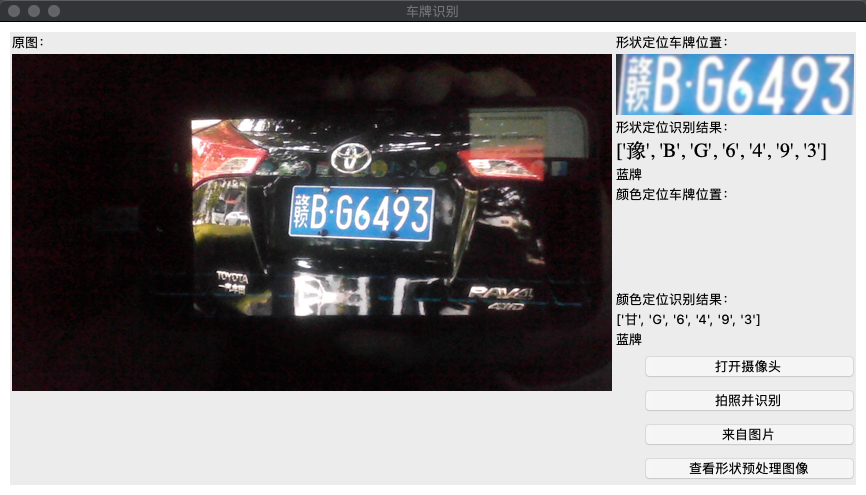 车牌识别
原图:
赣B·G6493
TOYOTA
一汽丰田
RAV4
4WD
形状定位车牌位置:
赣B·G6493
形状定位识别结果:
['豫', 'B', 'G', '6', '4', '9', '3']
蓝牌
颜色定位车牌位置:
颜色定位识别结果:
['甘', 'G', '6', '4', '9', '3']
蓝牌
打开摄像头
拍照并识别
来自图片
查看形状预处理图像